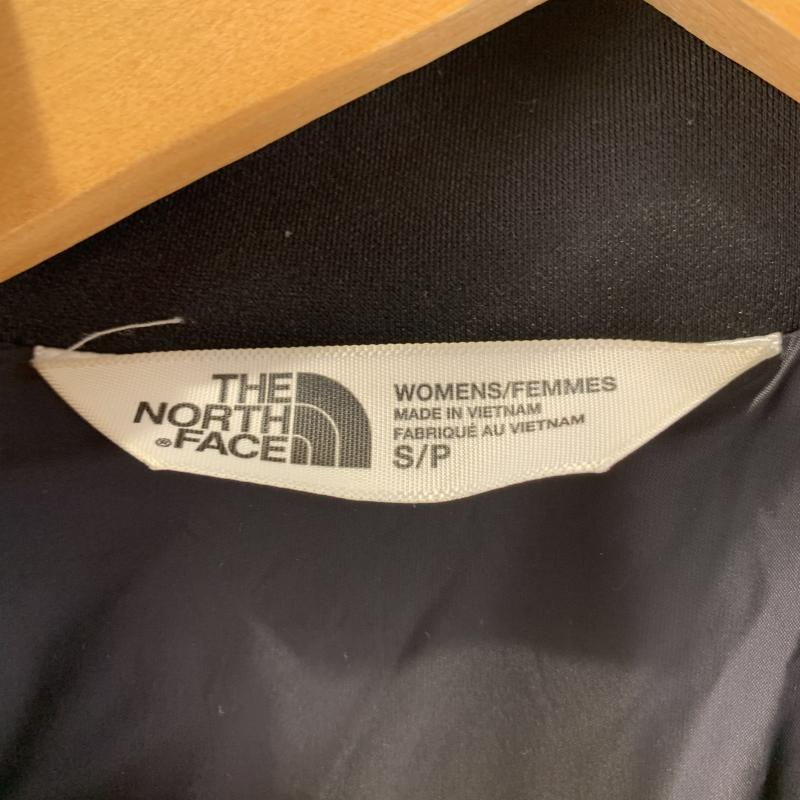 THE
NORTH
®FACE
WOMENS/FEMMES
MADE IN VIETNAM
FABRIQUÉ AU VIETNAM
S/P